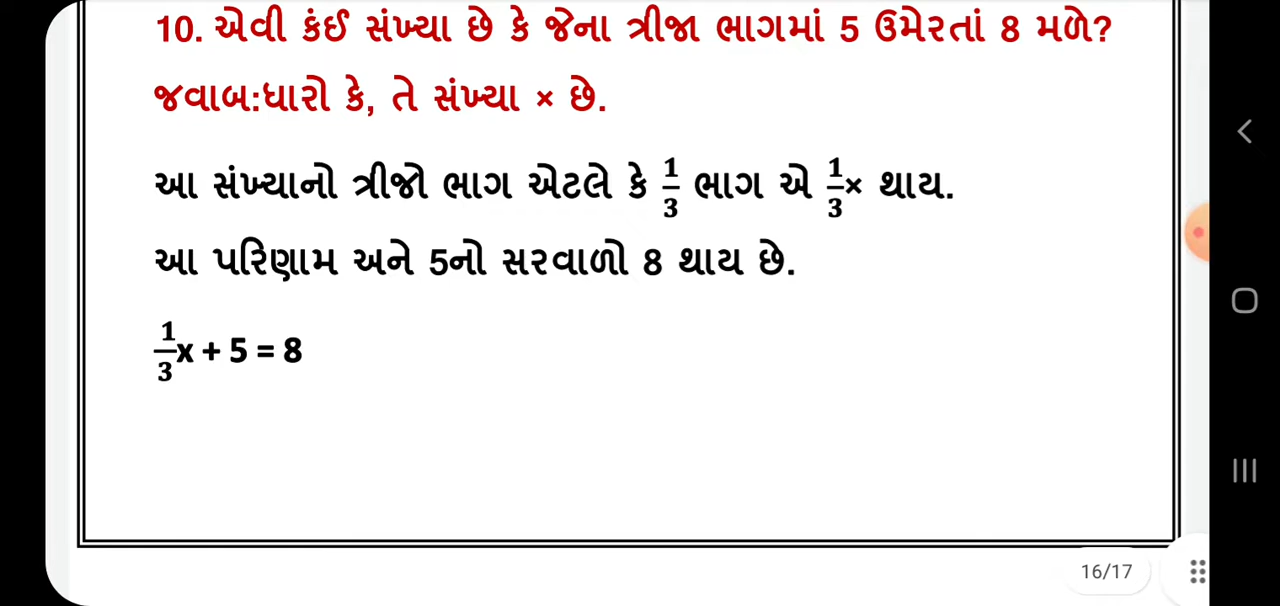 10. એવી કંઈ સંખ્યા છે કે જેના ત્રીજા ભાગમાં 5 ઉમેરતાં 8 મળે?
જવાબ:ધારો કે, તે સંખ્યા × છે.
આ સંખ્યાનો ત્રીજો ભાગ એટલે કે 1/3 ભાગ એ 1/3× થાય.
આ પરિણામ અને 5નો સરવાળો 8 થાય છે.
1/3x + 5 = 8
16/17